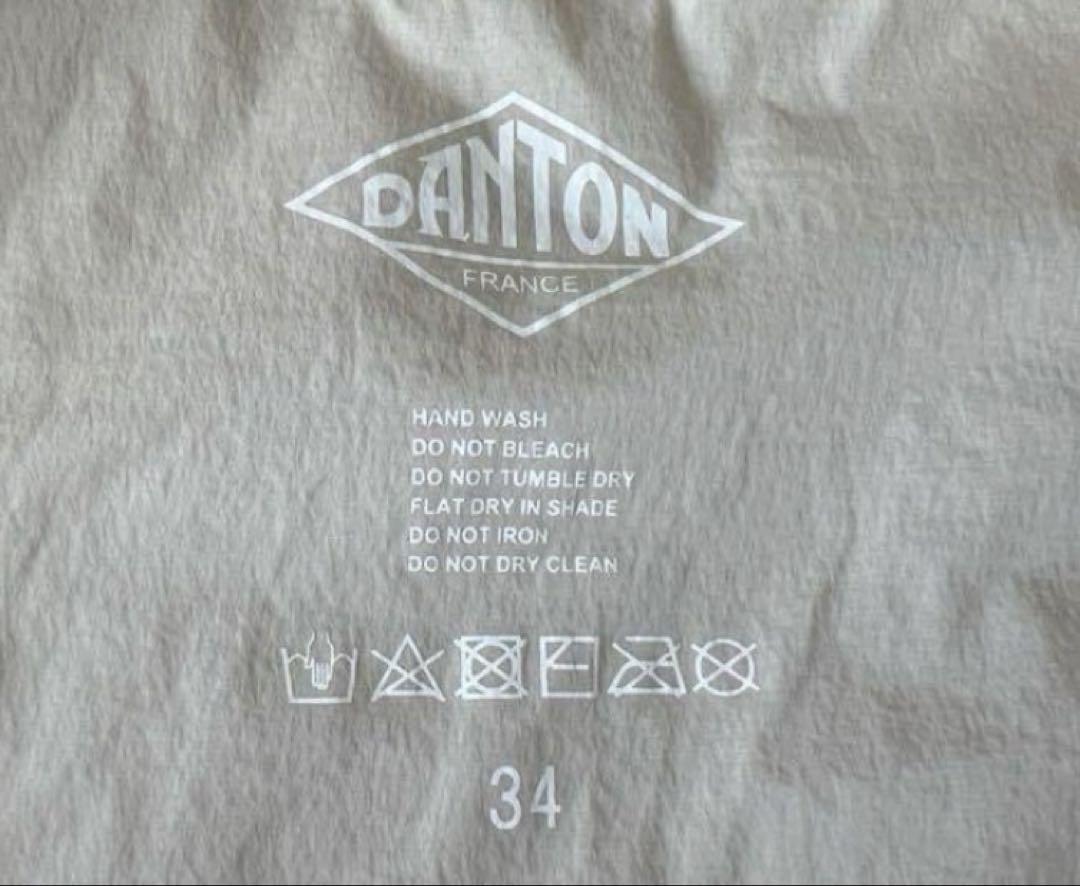 DANTON
FRANCE
HAND WASH
DO NOT BLEACH
DO NOT TUMBLE DRY
FLAT DRY IN SHADE
DO NOT IRON
DO NOT DRY CLEAN
34